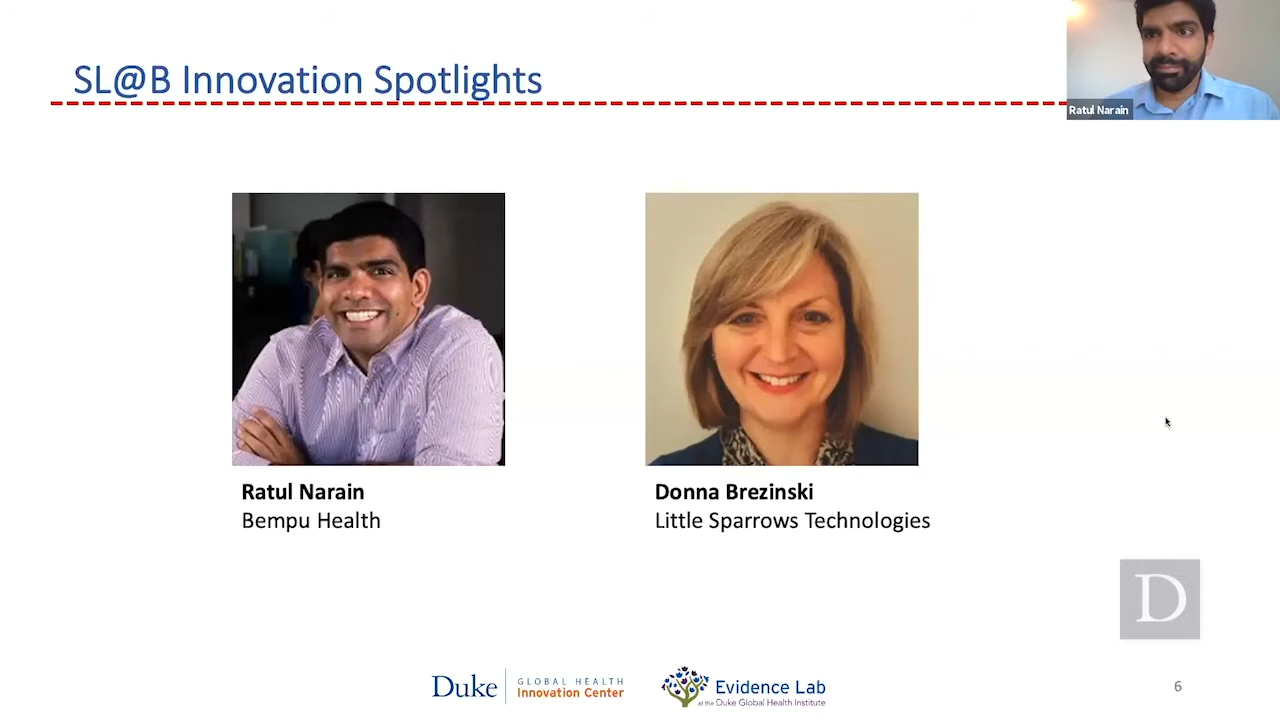 SL@B Innovation Spotlights
Ratul Narain
Ratul Narain
Bempu Health
Donna Brezinski
Little Sparrows Technologies
D
Duke
GLOBAL HEALTH
Innovation Center
Evidence Lab
at the Duke Global Health Institute
6